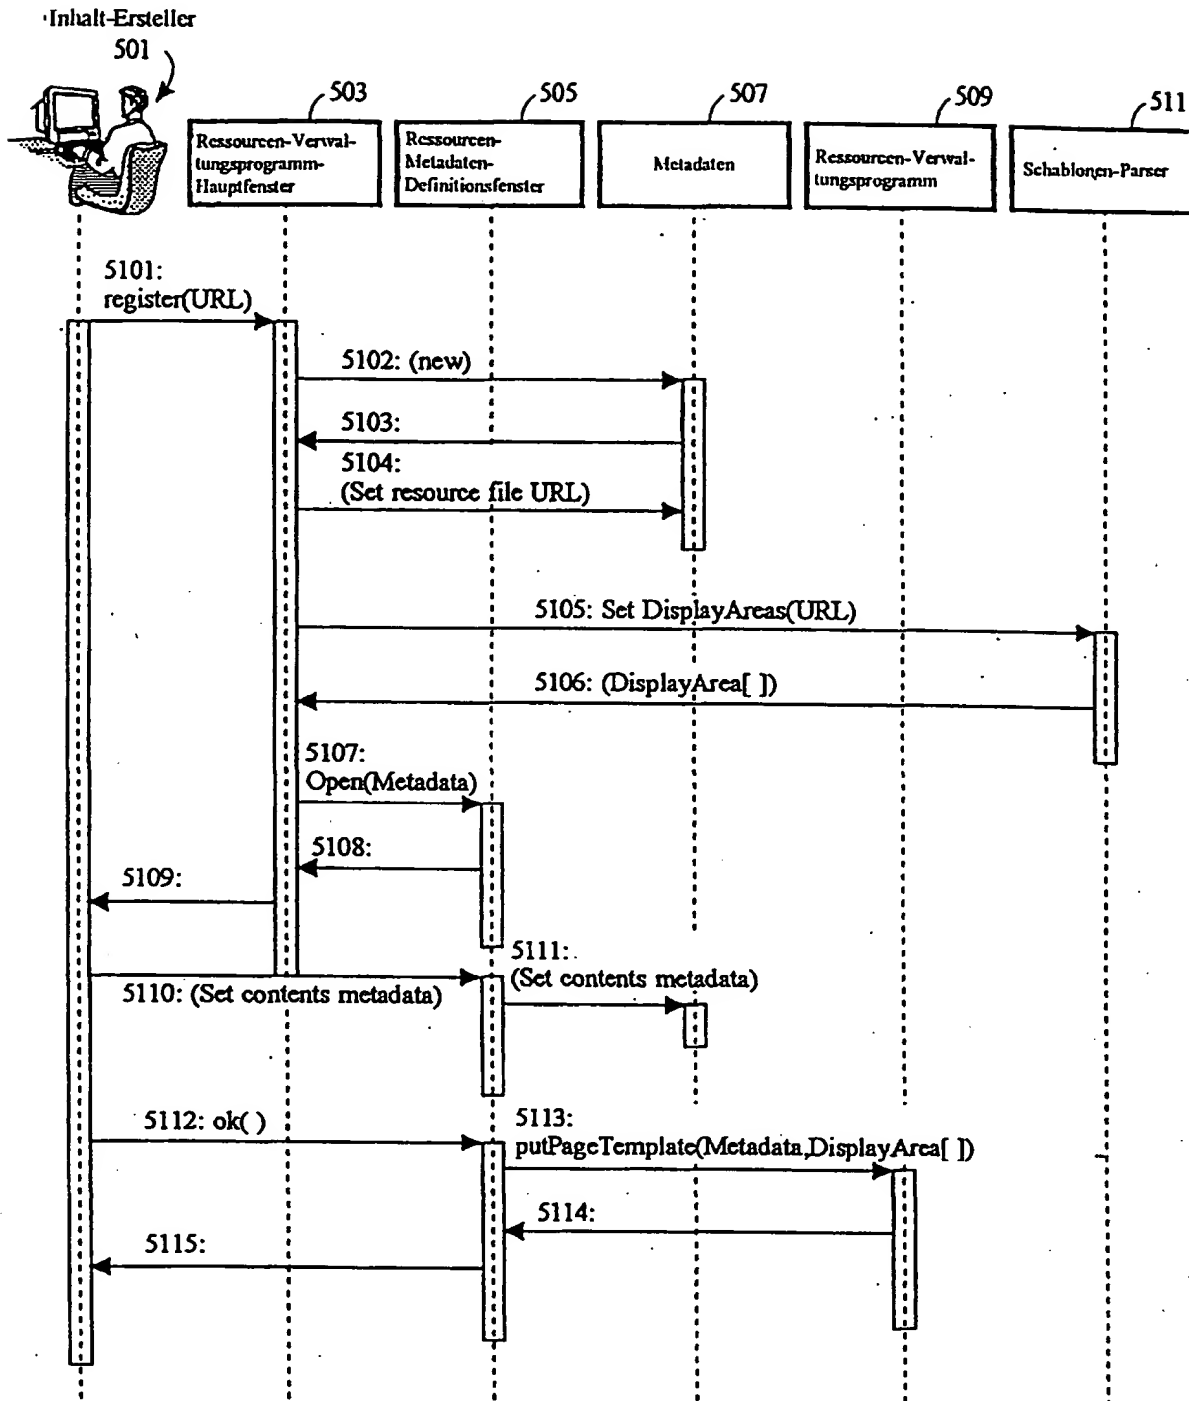 Inhalt-Ersteller
501
503
505
507
509
511
Ressourcen-Verwal-
tungsprogramm-
Hauptfenster
Ressourcen-
Metadaten-
Definitionsfenster
Metadaten
Ressourcen-Verwal-
tungsprogramm
Schablonen-Parser
5101:
register(URL)
5102: (new)
5103:
5104:
(Set resource file URL)
5105: Set DisplayAreas(URL)
5106: (DisplayArea[ ])
5107:
Open(Metadata)
5108:
5109:
5110: (Set contents metadata)
5111:
(Set contents metadata)
5112: ok( )
5113:
putPageTemplate(Metadata,DisplayArea[ ])
5114:
5115: